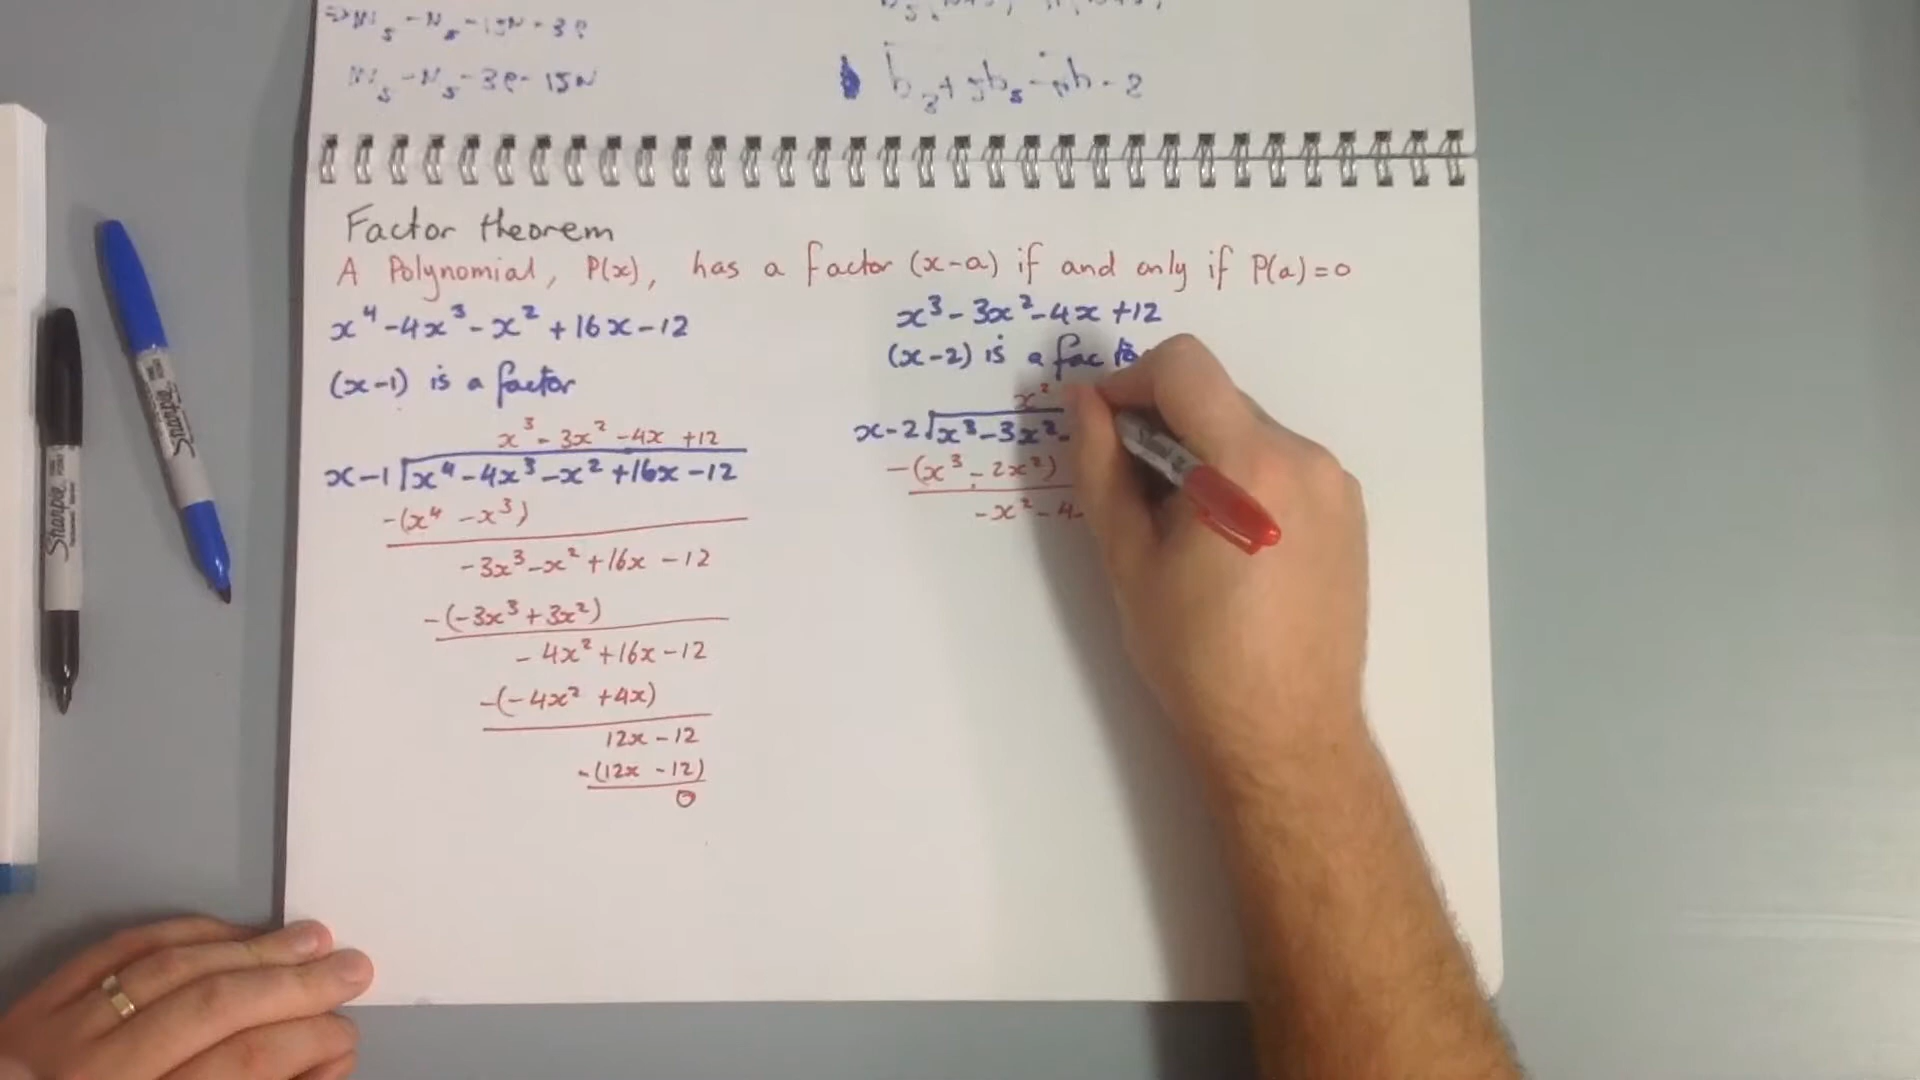 Factor theorem
A Polynomial, P(x), has a factor (x-a) if and only if P(a)=0
x⁴-4x³-x²+16x-12
(x-1) is a factor
x³-3x²-4x+12
x-1√x⁴-4x³-x²+16x-12
-(x⁴-x³)
-3x³-x²+16x-12
-(-3x³+3x²)
-4x²+16x-12
-(-4x²+4x)
12x-12
-(12x-12)
0
x³-3x²-4x+12
(x-2) is a
x²
x-2√x³-3x²-
-(x³-2x²)
-x²-4
Sharpie
Sharpie
Sharpie